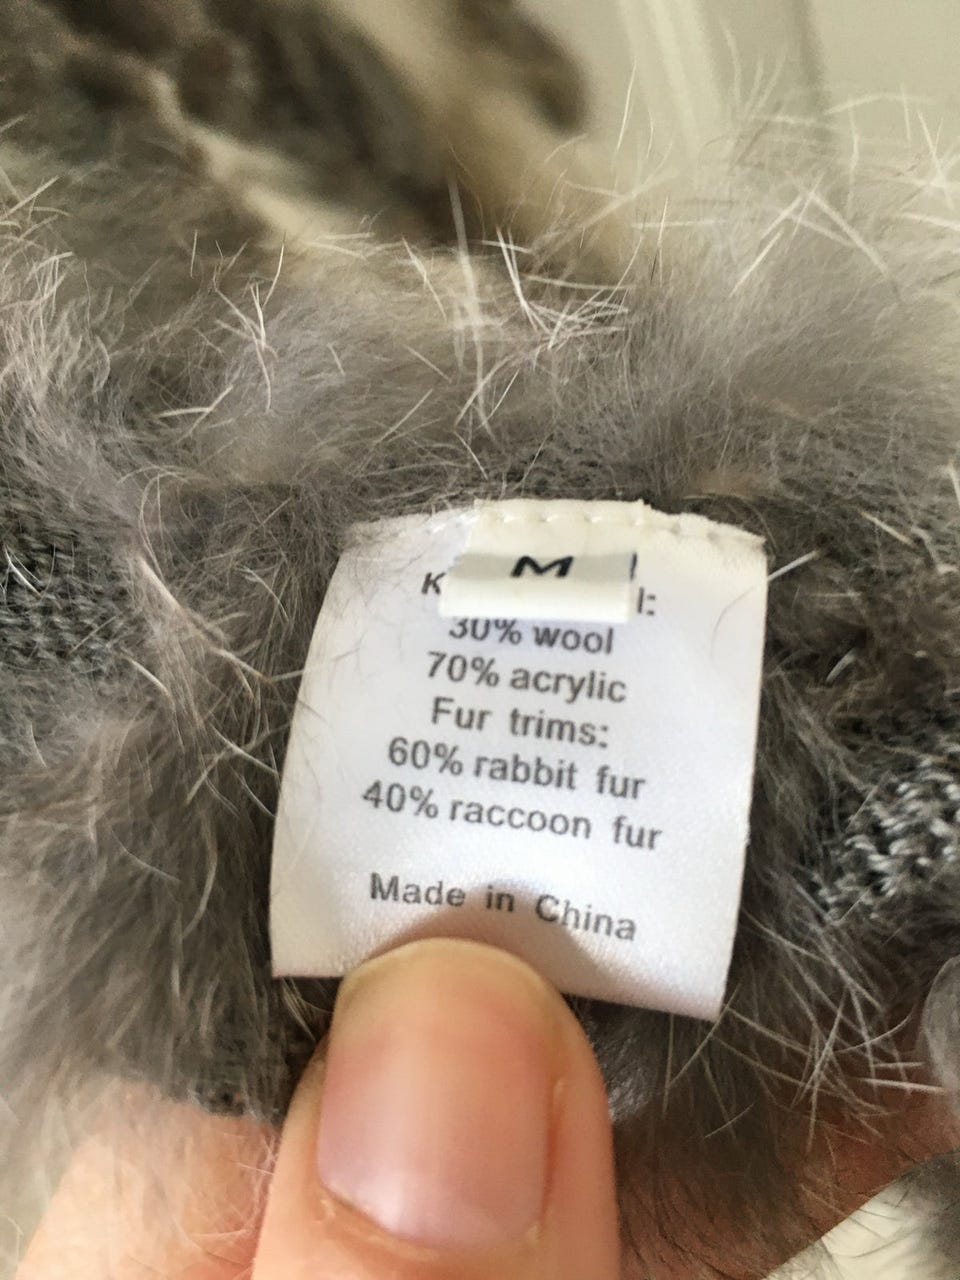 M
30% wool
70% acrylic
Fur trims:
60% rabbit fur
40% raccoon fur
Made in China